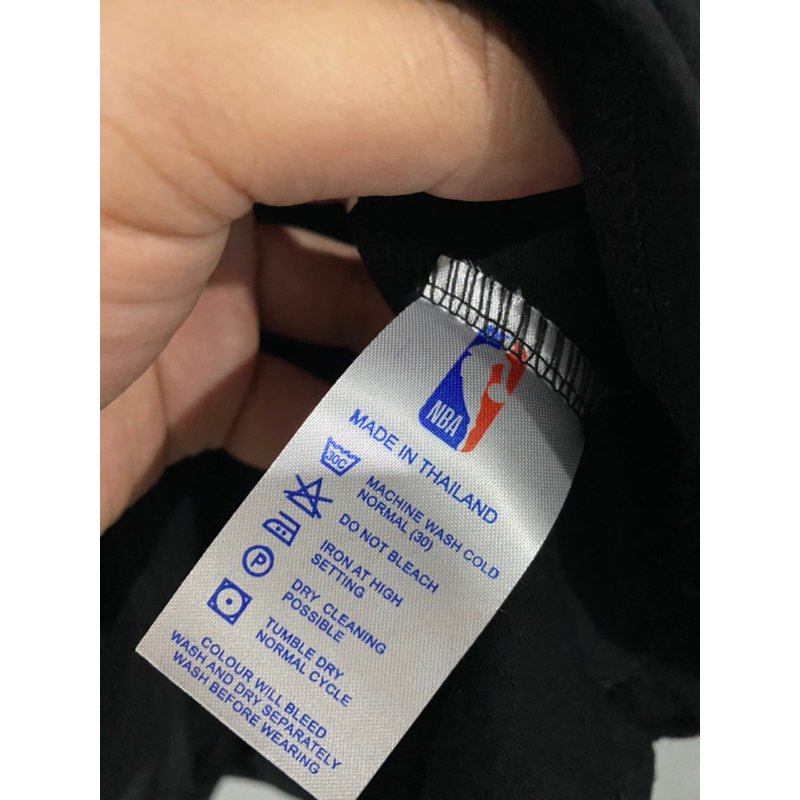 NBA
MADE IN THAILAND
30C
MACHINE WASH COLD
NORMAL (30)
DO NOT BLEACH
IRON AT HIGH
SETTING
P
DRY CLEANING
POSSIBLE
TUMBLE DRY
NORMAL CYCLE
COLOUR WILL BLEED
WASH AND DRY SEPARATELY
WASH BEFORE WEARING